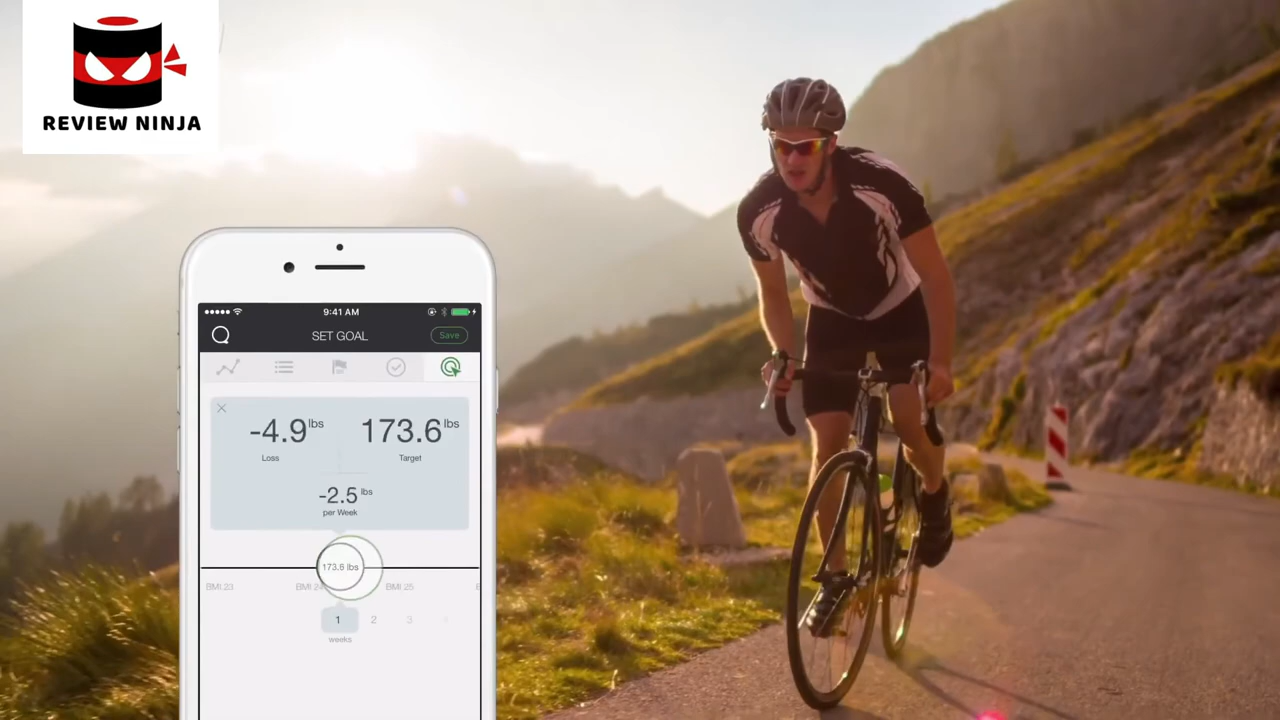 REVIEW NINJA
9:41 AM
SET GOAL
Save
-4.9 lbs
173.6 lbs
Loss
Target
-2.5 lbs
per Week
173.6 lbs
BMI 23
BMI 24
BMI 25
1
2
3
weeks